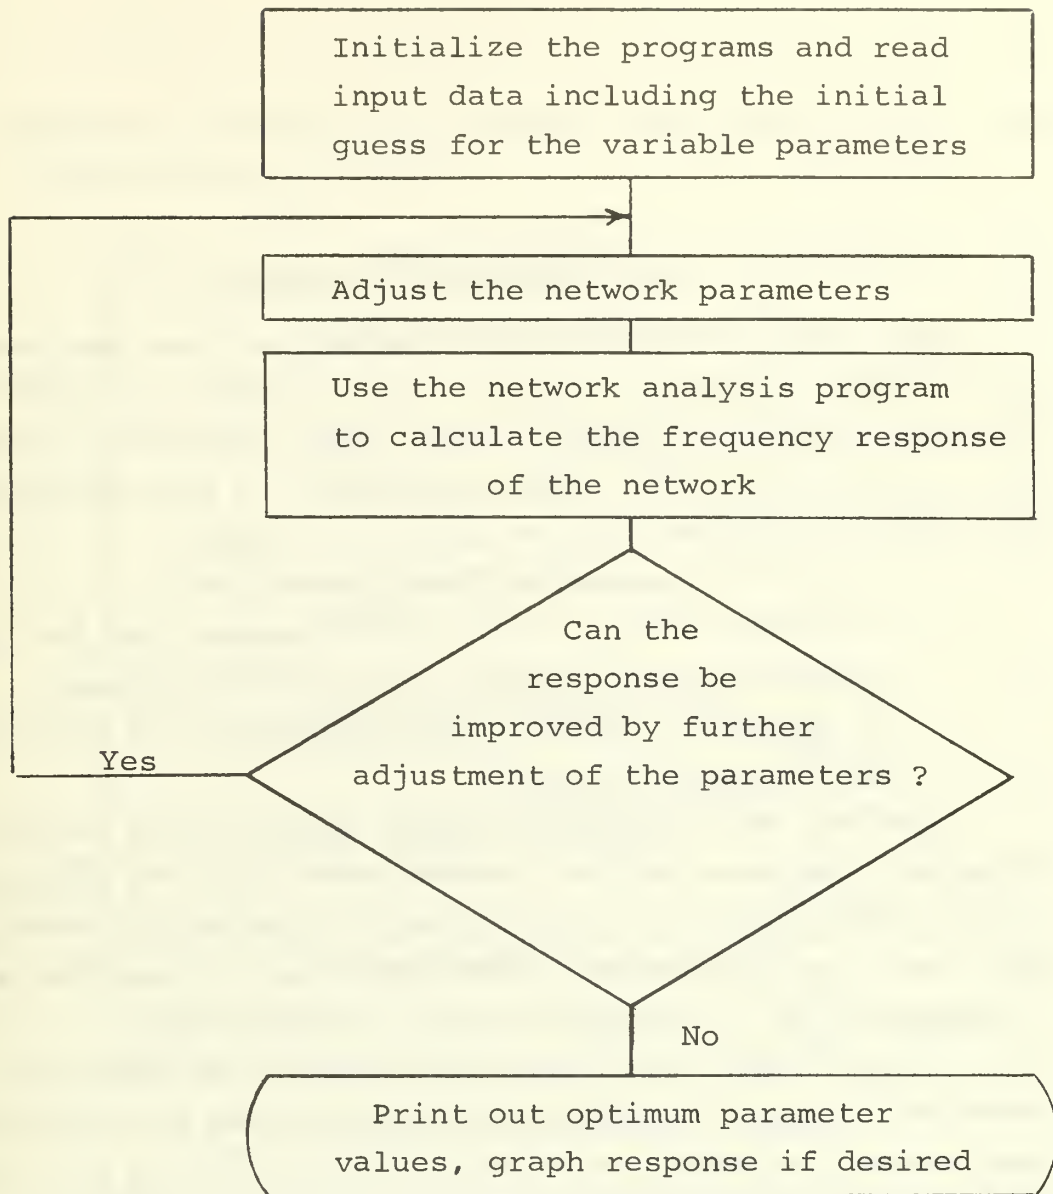 Initialize the programs and read
input data including the initial
guess for the variable parameters
Adjust the network parameters
Use the network analysis program
to calculate the frequency response
of the network
Can the
response be
improved by further
adjustment of the parameters ?
Yes
No
Print out optimum parameter
values, graph response if desired